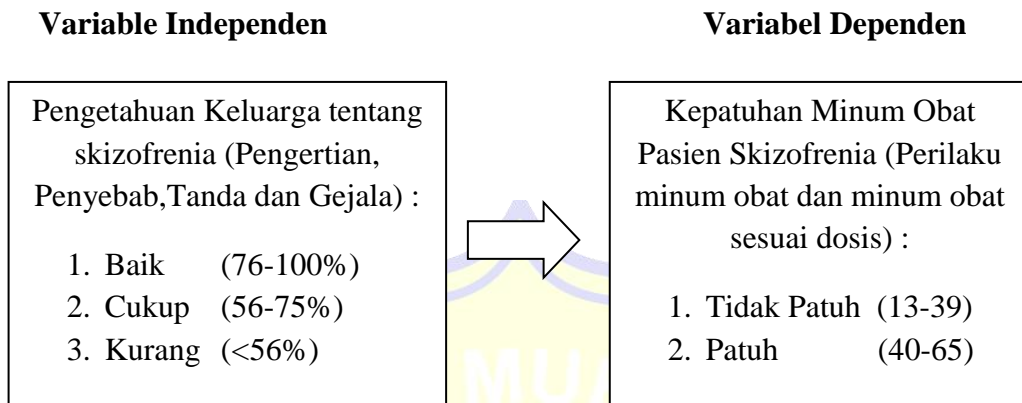 Variable Independen
Variabel Dependen
Pengetahuan Keluarga tentang
skizofrenia (Pengertian,
Penyebab,Tanda dan Gejala) :
1. Baik (76-100%)
2. Cukup (56-75%)
3. Kurang (<56%)
Kepatuhan Minum Obat
Pasien Skizofrenia (Perilaku
minum obat dan minum obat
sesuai dosis) :
1. Tidak Patuh (13-39)
2. Patuh (40-65)